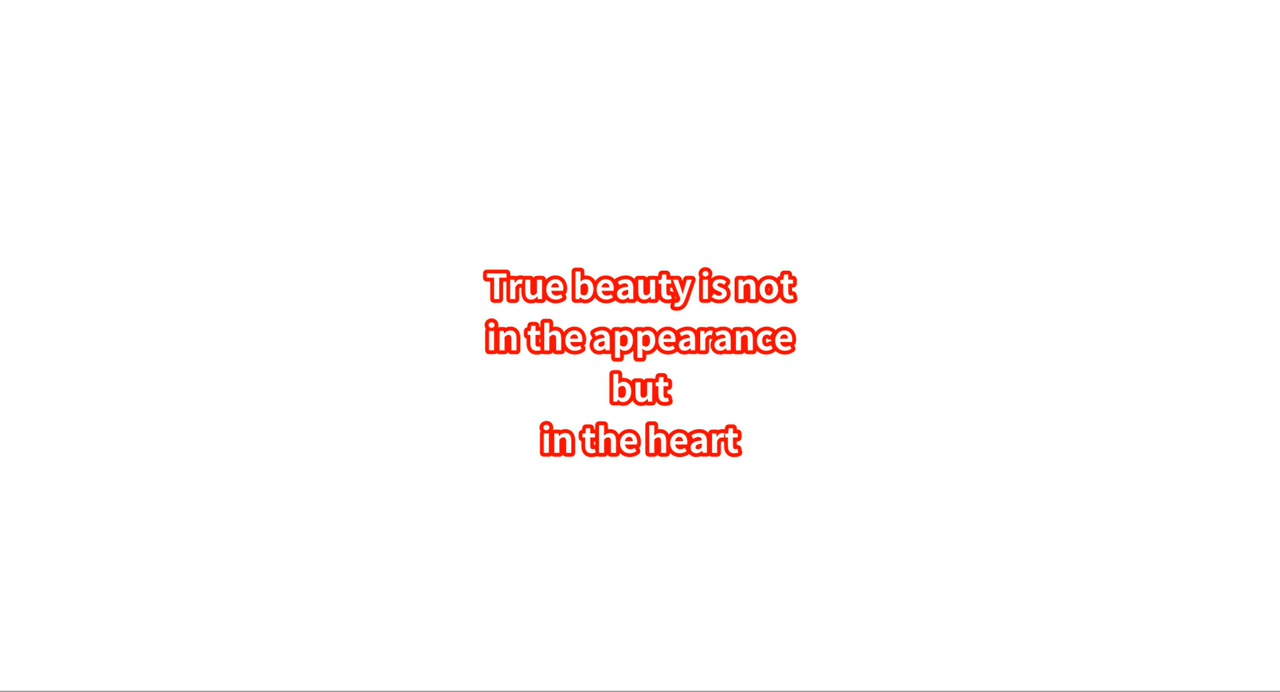 True beauty is not
in the appearance
but
in the heart